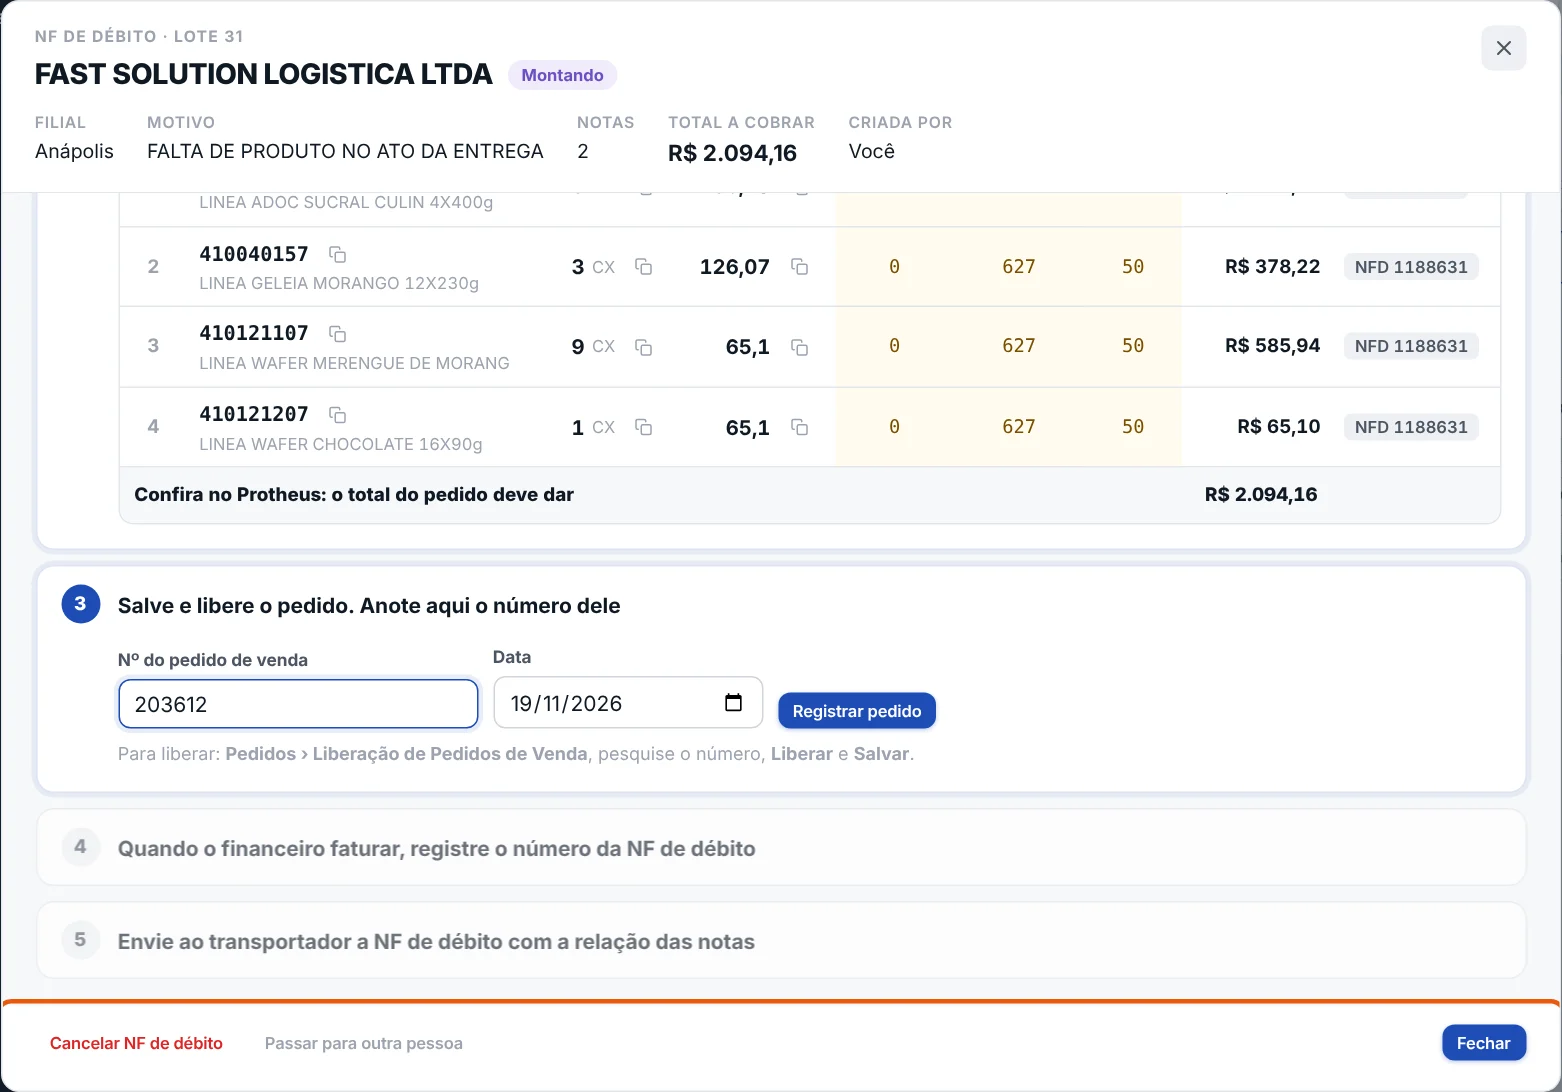 NF DE DÉBITO · LOTE 31
FAST SOLUTION LOGISTICA LTDA Montando
FILIAL MOTIVO NOTAS TOTAL A COBRAR CRIADA POR
Anápolis FALTA DE PRODUTO NO ATO DA ENTREGA 2 R$ 2.094,16 Você
LINEA ADOC SUCRAL CULIN 4X400g
2 410040157 3 CX 126,07 0 627 50 R$ 378,22 NFD 1188631
LINEA GELEIA MORANGO 12X230g
3 410121107 9 CX 65,1 0 627 50 R$ 585,94 NFD 1188631
LINEA WAFER MERENGUE DE MORANG
4 410121207 1 CX 65,1 0 627 50 R$ 65,10 NFD 1188631
LINEA WAFER CHOCOLATE 16X90g
Confira no Protheus: o total do pedido deve dar R$ 2.094,16
3 Salve e libere o pedido. Anote aqui o número dele
Nº do pedido de venda Data
203612 19/11/2026 Registrar pedido
Para liberar: Pedidos › Liberação de Pedidos de Venda, pesquise o número, Liberar e Salvar.
4 Quando o financeiro faturar, registre o número da NF de débito
5 Envie ao transportador a NF de débito com a relação das notas
Cancelar NF de débito Passar para outra pessoa Fechar